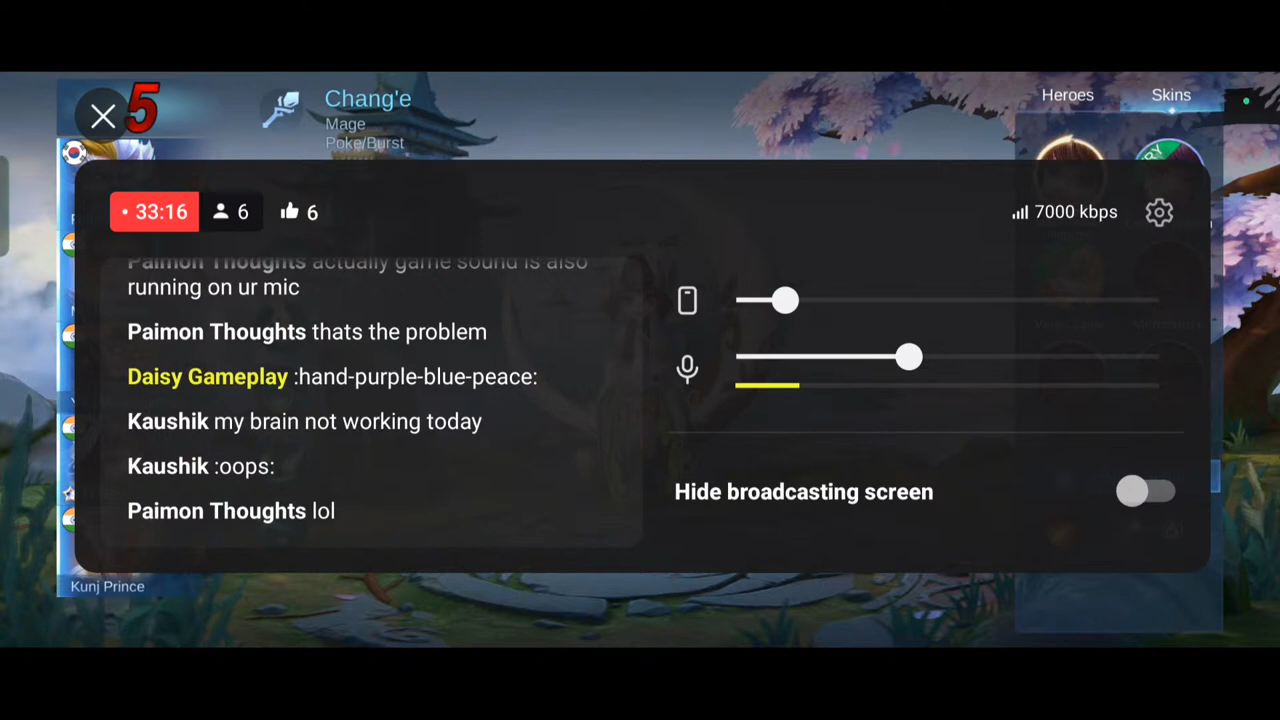 5
Chang'e
Mage
Poke/Burst
Heroes
Skins
33:16
6
6
7000 kbps
Paimon Thoughts actually game sound is also
running on ur mic
Paimon Thoughts thats the problem
Daisy Gameplay :hand-purple-blue-peace:
Kaushik my brain not working today
Kaushik :oops:
Paimon Thoughts lol
Hide broadcasting screen
Kunj Prince